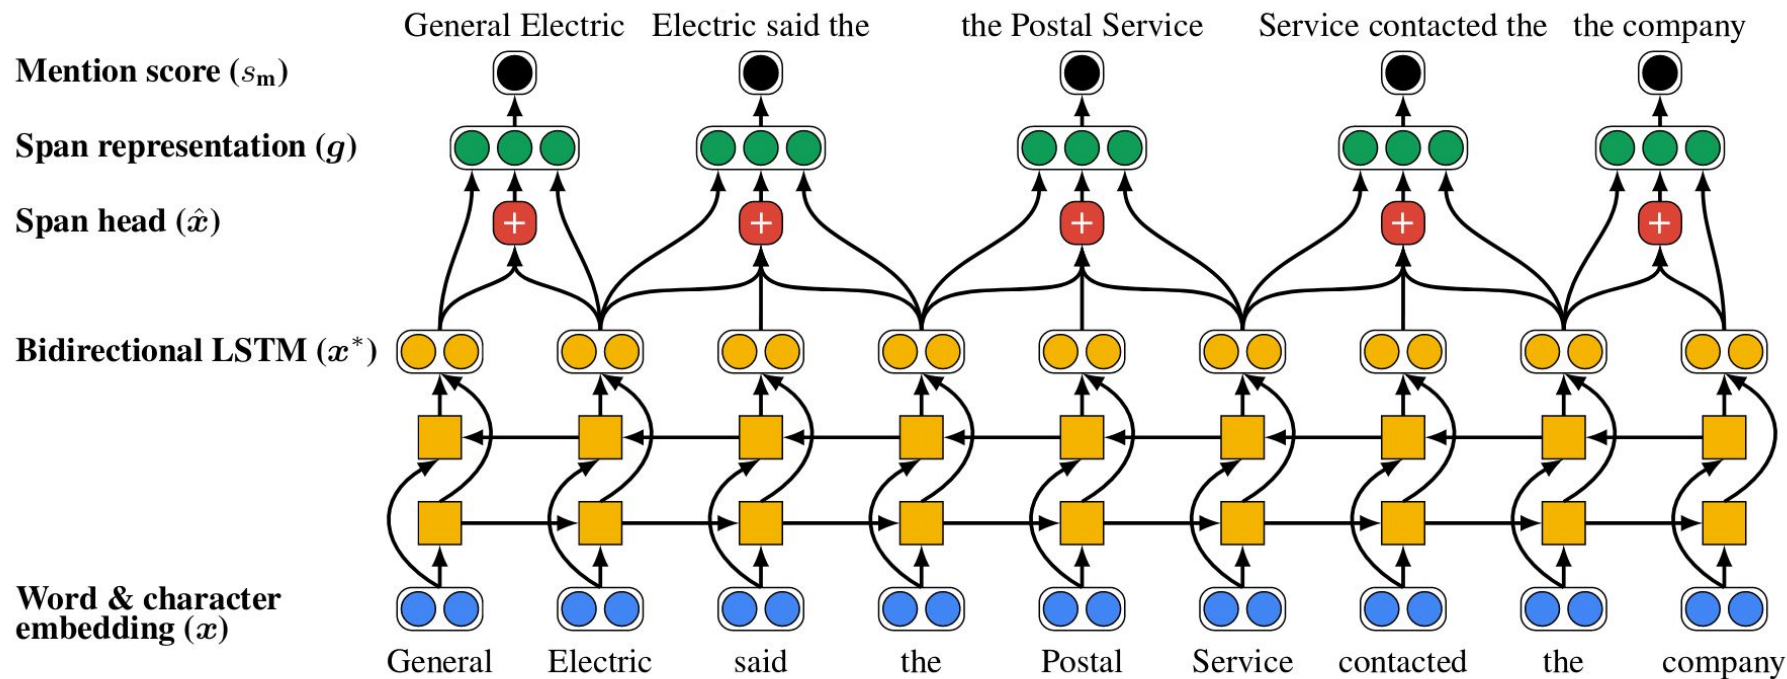 General Electric Electric said the the Postal Service Service contacted the the company
Mention score (sₘ)
Span representation (g)
+ + + + +
Span head (x̂)
Bidirectional LSTM (x*)
Word & character
embedding (x)
General Electric said the Postal Service contacted the company